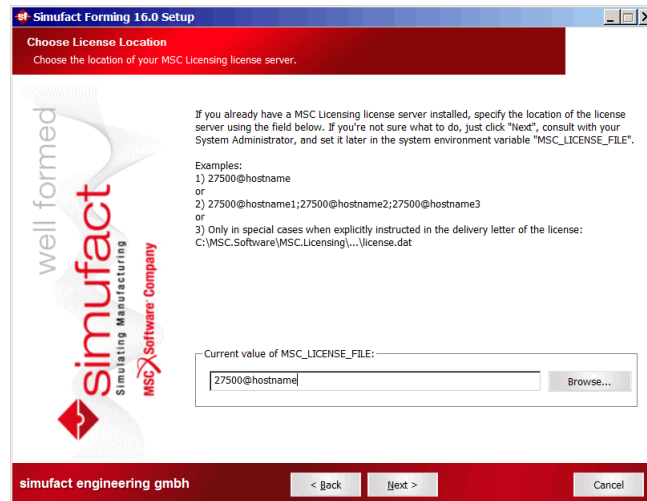 Simufact Forming 16.0 Setup
Choose License Location
Choose the location of your MSC Licensing license server.
well formed
simufact
Simulating Manufacturing
MSC Software Company
If you already have a MSC Licensing license server installed, specify the location of the license
server using the field below. If you're not sure what to do, just click "Next", consult with your
System Administrator, and set it later in the system environment variable "MSC_LICENSE_FILE".
Examples:
1) 27500@hostname
or
2) 27500@hostname1;27500@hostname2;27500@hostname3
or
3) Only in special cases when explicitly instructed in the delivery letter of the license:
C:\MSC.Software\MSC.Licensing\...\license.dat
Current value of MSC_LICENSE_FILE:
27500@hostname
Browse...
simufact engineering gmbh
< Back
Next >
Cancel